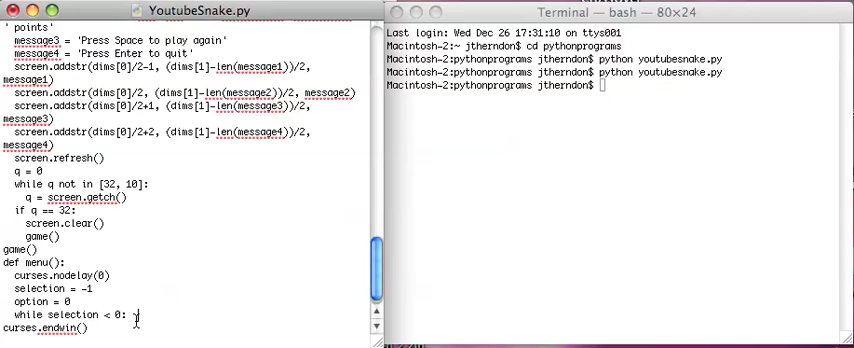 YoutubeSnake.py
' points'
message3 = 'Press Space to play again'
message4 = 'Press Enter to quit'
screen.addstr(dims[0]/2-1, (dims[1]-len(message1))/2,
message1)
screen.addstr(dims[0]/2, (dims[1]-len(message2))/2, message2)
screen.addstr(dims[0]/2+1, (dims[1]-len(message3))/2,
message3)
screen.addstr(dims[0]/2+2, (dims[1]-len(message4))/2,
message4)
screen.refresh()
q = 0
while q not in [32, 10]:
q = screen.getch()
if q == 32:
screen.clear()
game()
game()
def menu():
curses.nodelay(0)
selection = -1
option = 0
while selection < 0:
curses.endwin()
Terminal — bash — 80×24
Last login: Wed Dec 26 17:31:10 on ttys001
Macintosh-2:~ jtherndon$ cd pythonprograms
Macintosh-2:pythonprograms jtherndon$ python youtubesnake.py
Macintosh-2:pythonprograms jtherndon$ python youtubesnake.py
Macintosh-2:pythonprograms jtherndon$